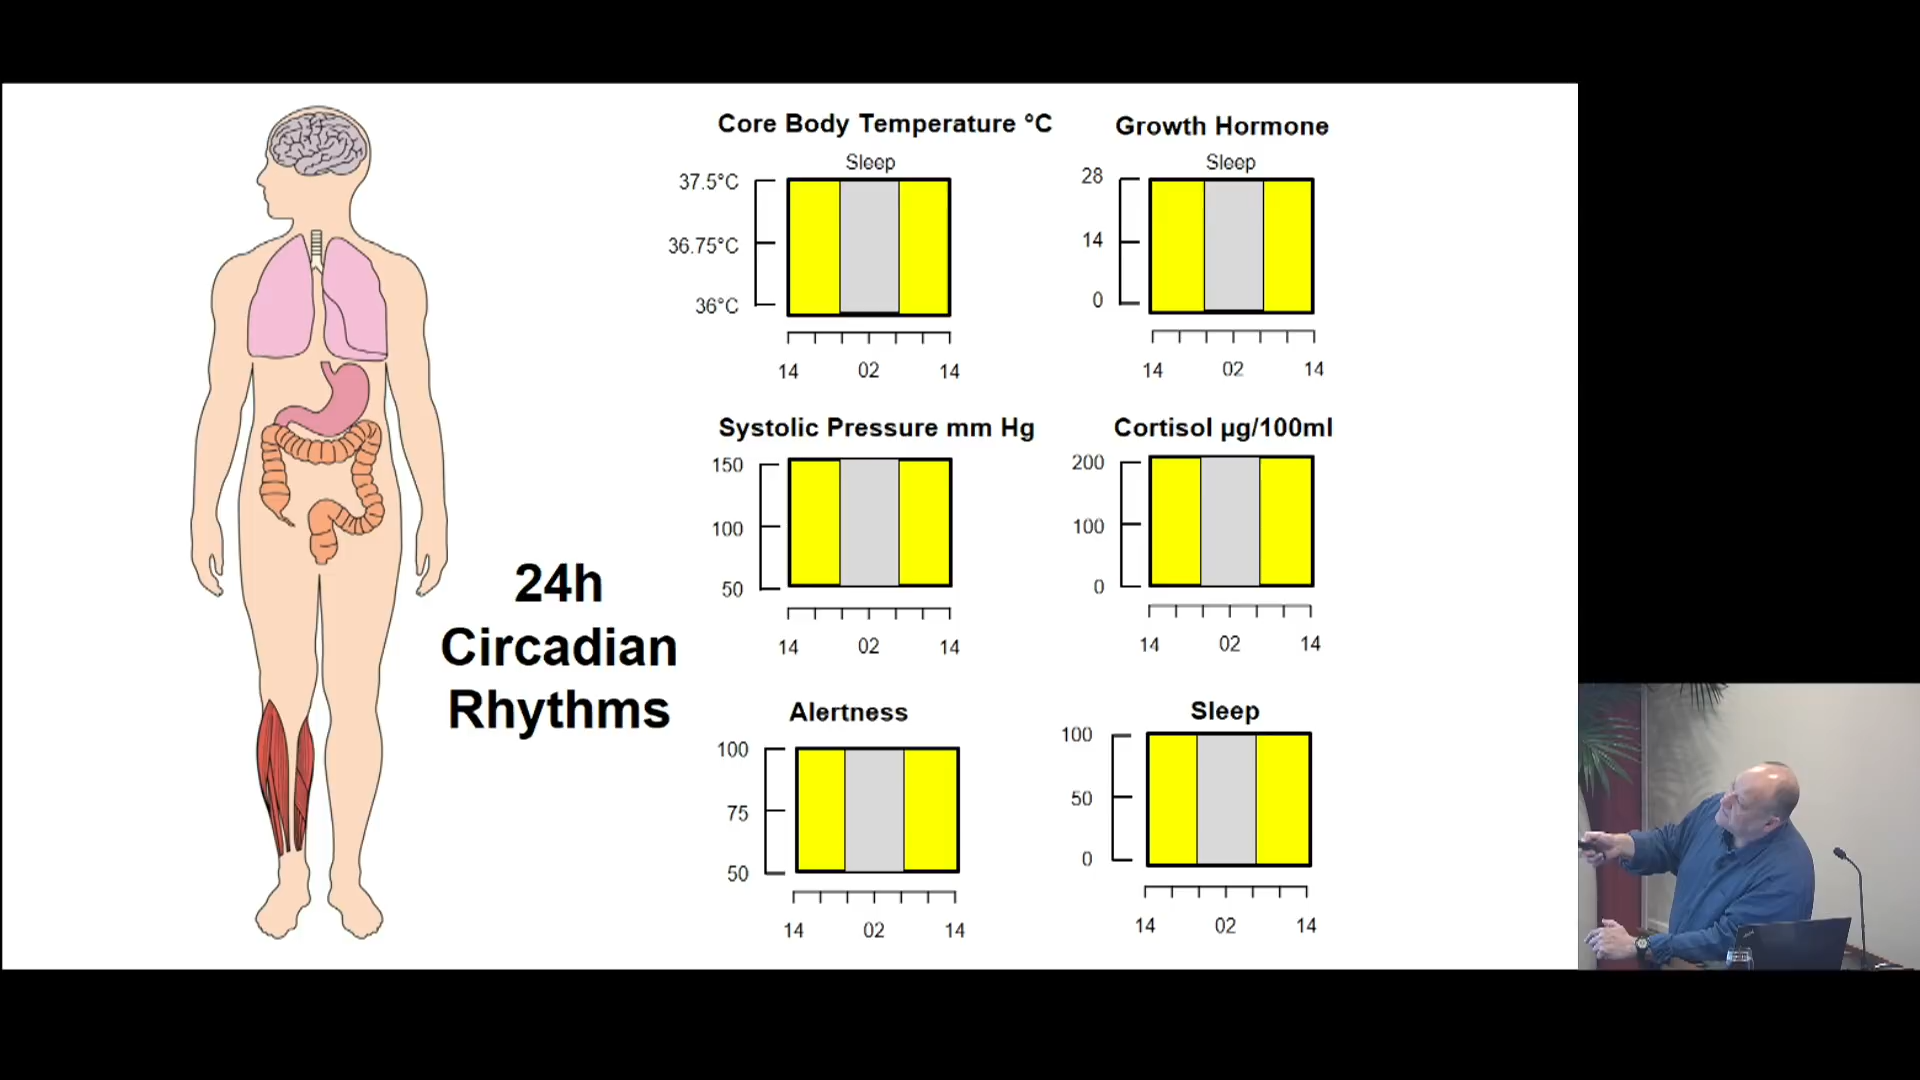 Core Body Temperature °C
Sleep
37.5°C
36.75°C
36°C
14 02 14
Growth Hormone
Sleep
28
14
0
14 02 14
Systolic Pressure mm Hg
150
100
50
14 02 14
Cortisol µg/100ml
200
100
0
14 02 14
24h
Circadian
Rhythms
Alertness
100
75
50
14 02 14
Sleep
100
50
0
14 02 14